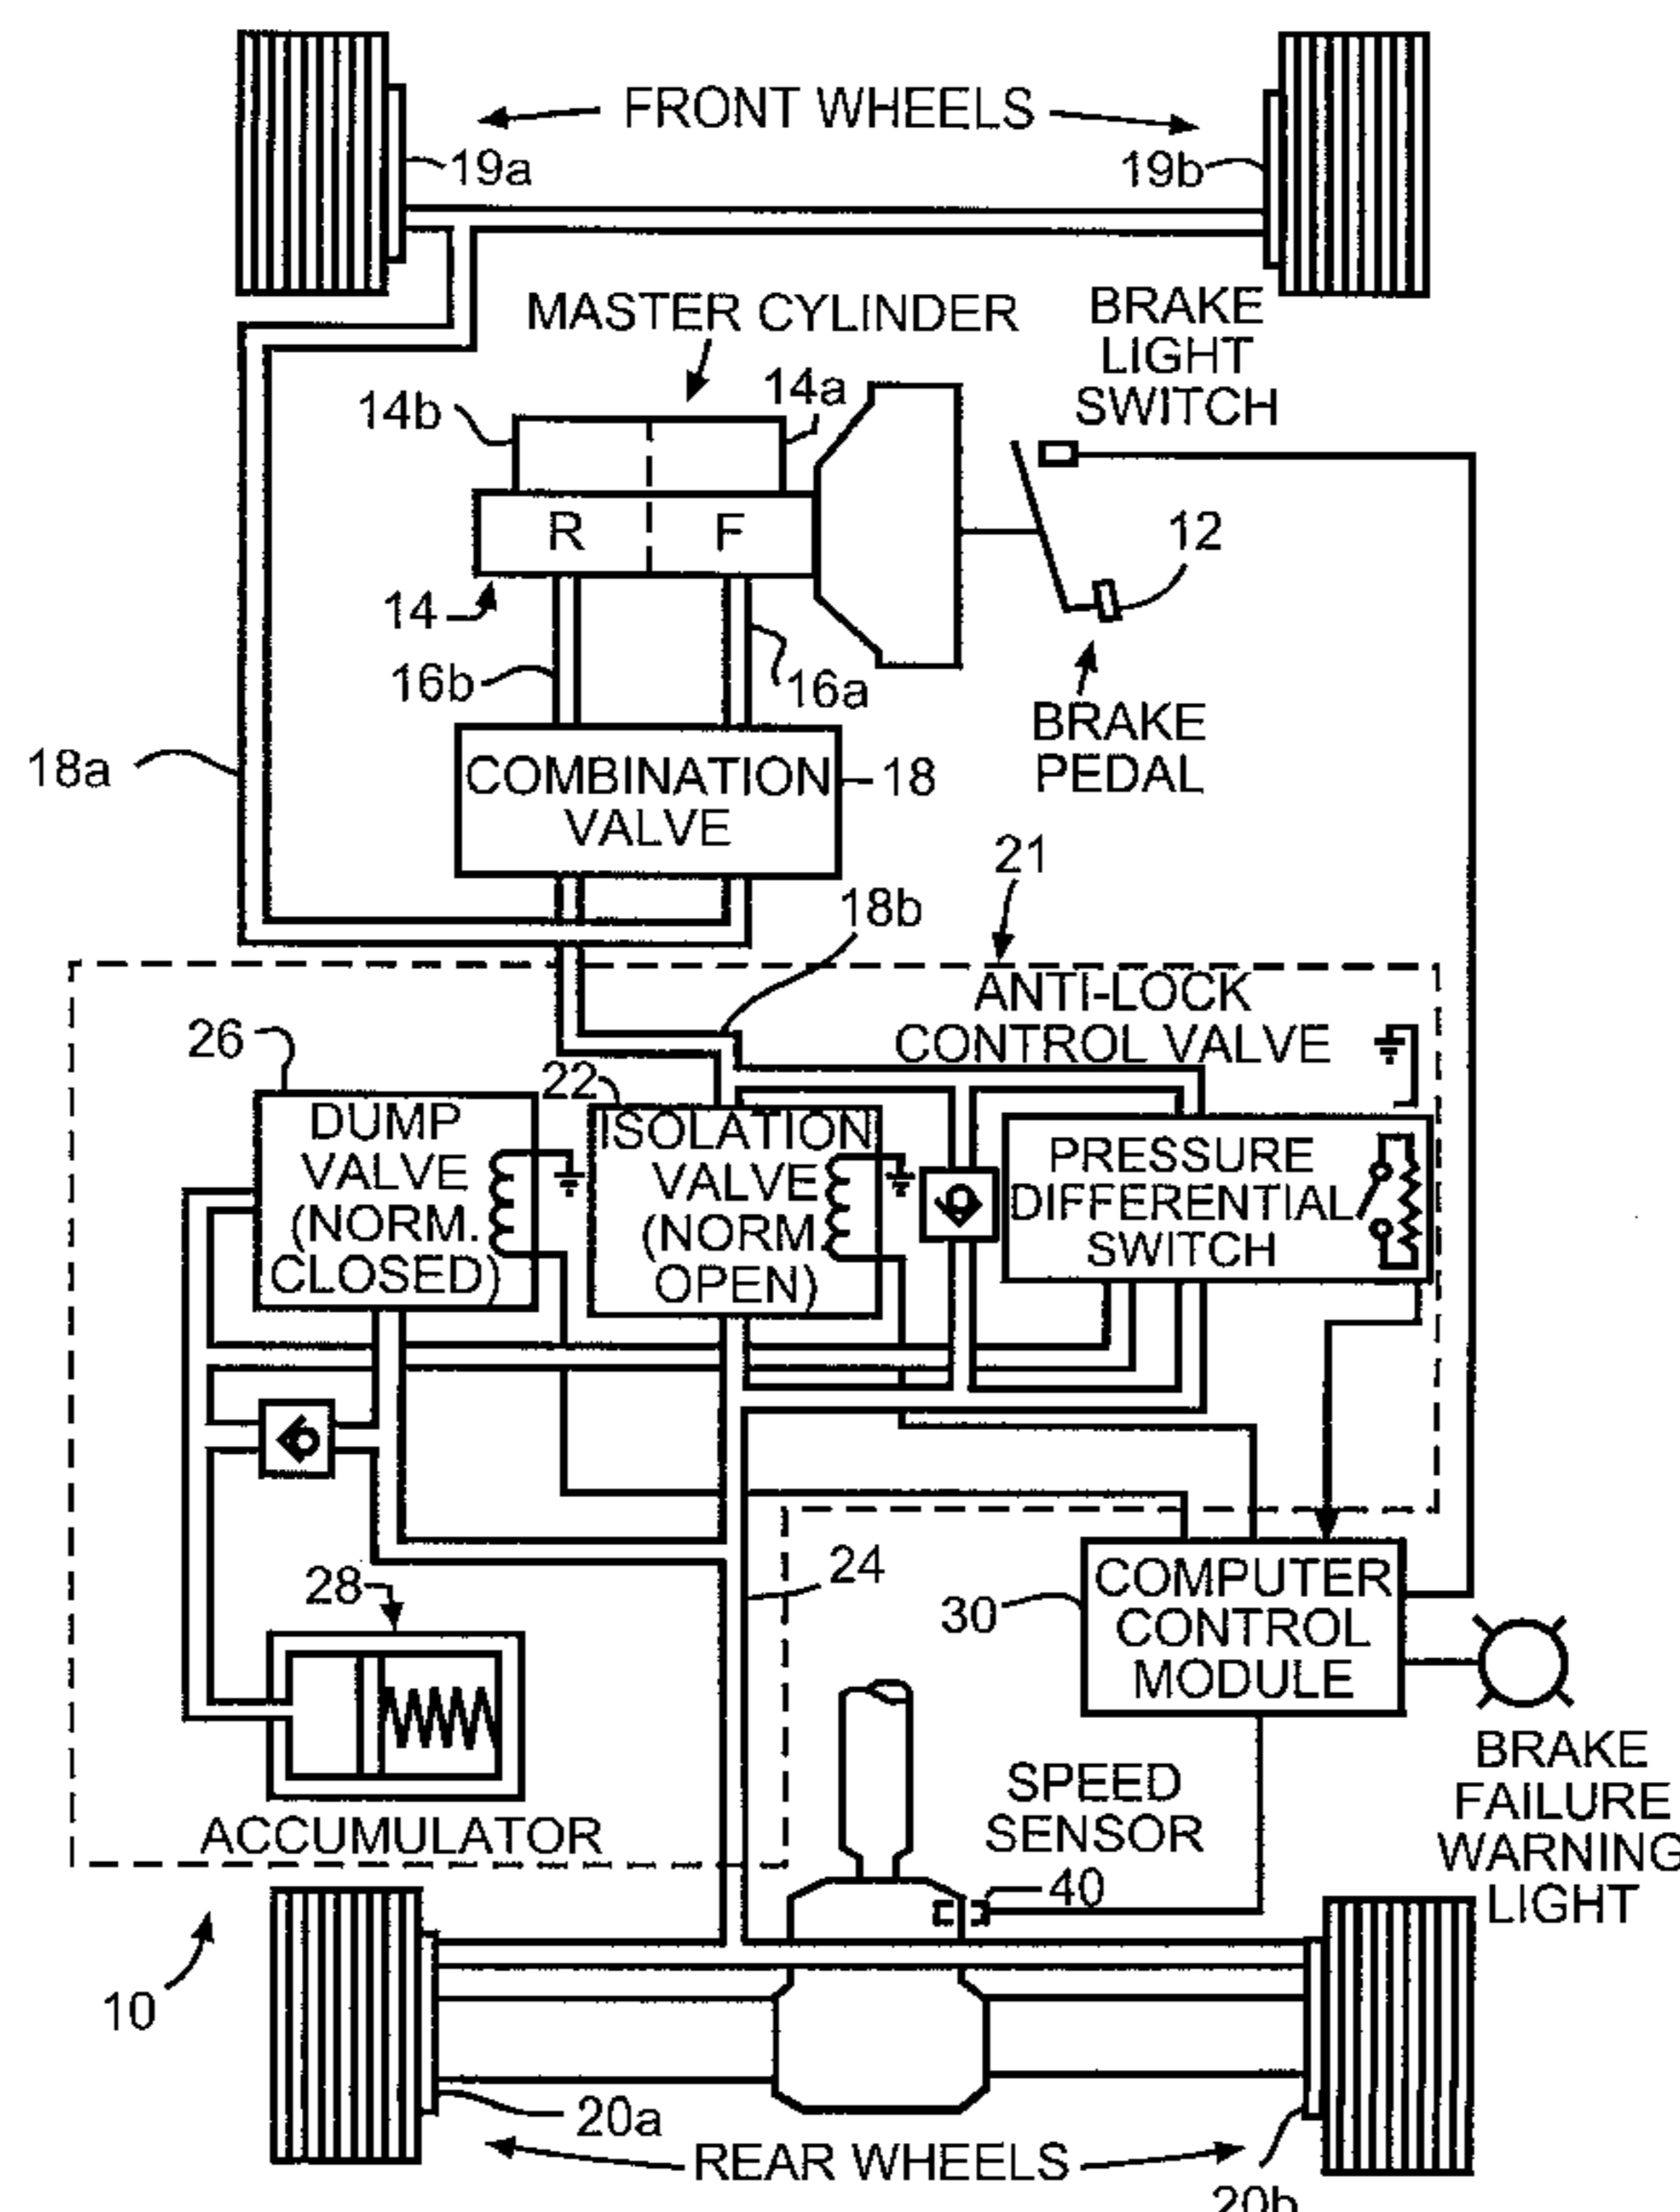 FRONT WHEELS
19a
19b
MASTER CYLINDER
BRAKE
LIGHT
SWITCH
14b
14a
R
F
12
14
16b
16a
BRAKE
PEDAL
18a
COMBINATION
VALVE
18
21
18b
ANTI-LOCK
CONTROL VALVE
26
22
DUMP
VALVE
(NORM.
CLOSED)
ISOLATION
VALVE
(NORM.
OPEN)
PRESSURE
DIFFERENTIAL
SWITCH
28
24
30
COMPUTER
CONTROL
MODULE
ACCUMULATOR
SPEED
SENSOR
40
BRAKE
FAILURE
WARNING
LIGHT
10
20a
REAR WHEELS
20b